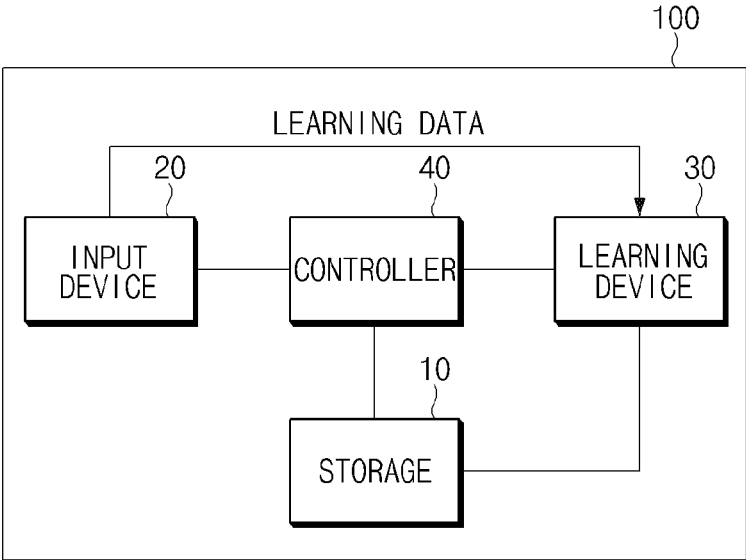 100
LEARNING DATA
20
40
30
INPUT
DEVICE
CONTROLLER
LEARNING
DEVICE
10
STORAGE